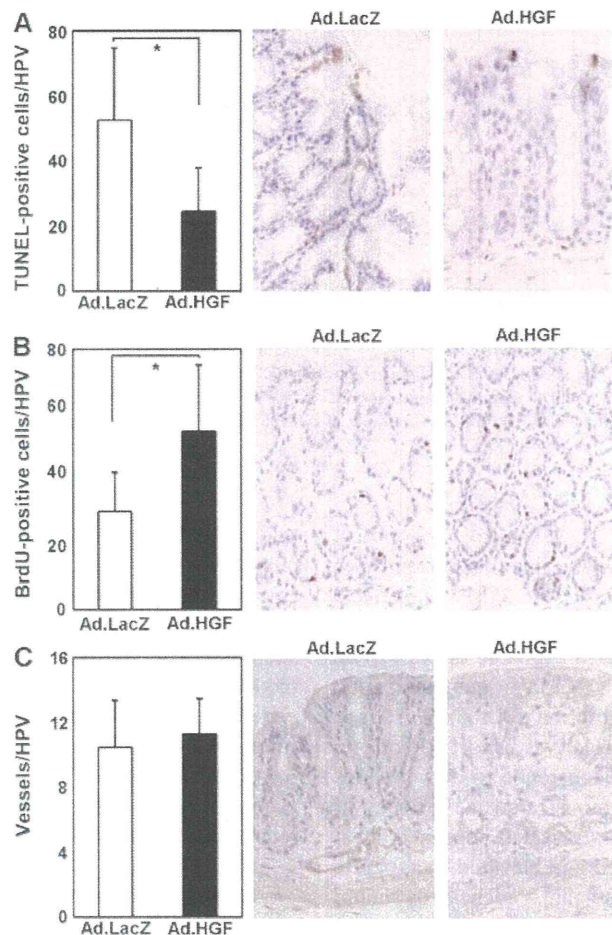 A
Ad.LacZ Ad.HGF
TUNEL-positive cells/HPV
80
60
40
20
0
*
Ad.LacZ Ad.HGF
B
Ad.LacZ Ad.HGF
BrdU-positive cells/HPV
80
60
40
20
0
*
Ad.LacZ Ad.HGF
C
Ad.LacZ Ad.HGF
Vessels/HPV
16
12
8
4
0
Ad.LacZ Ad.HGF